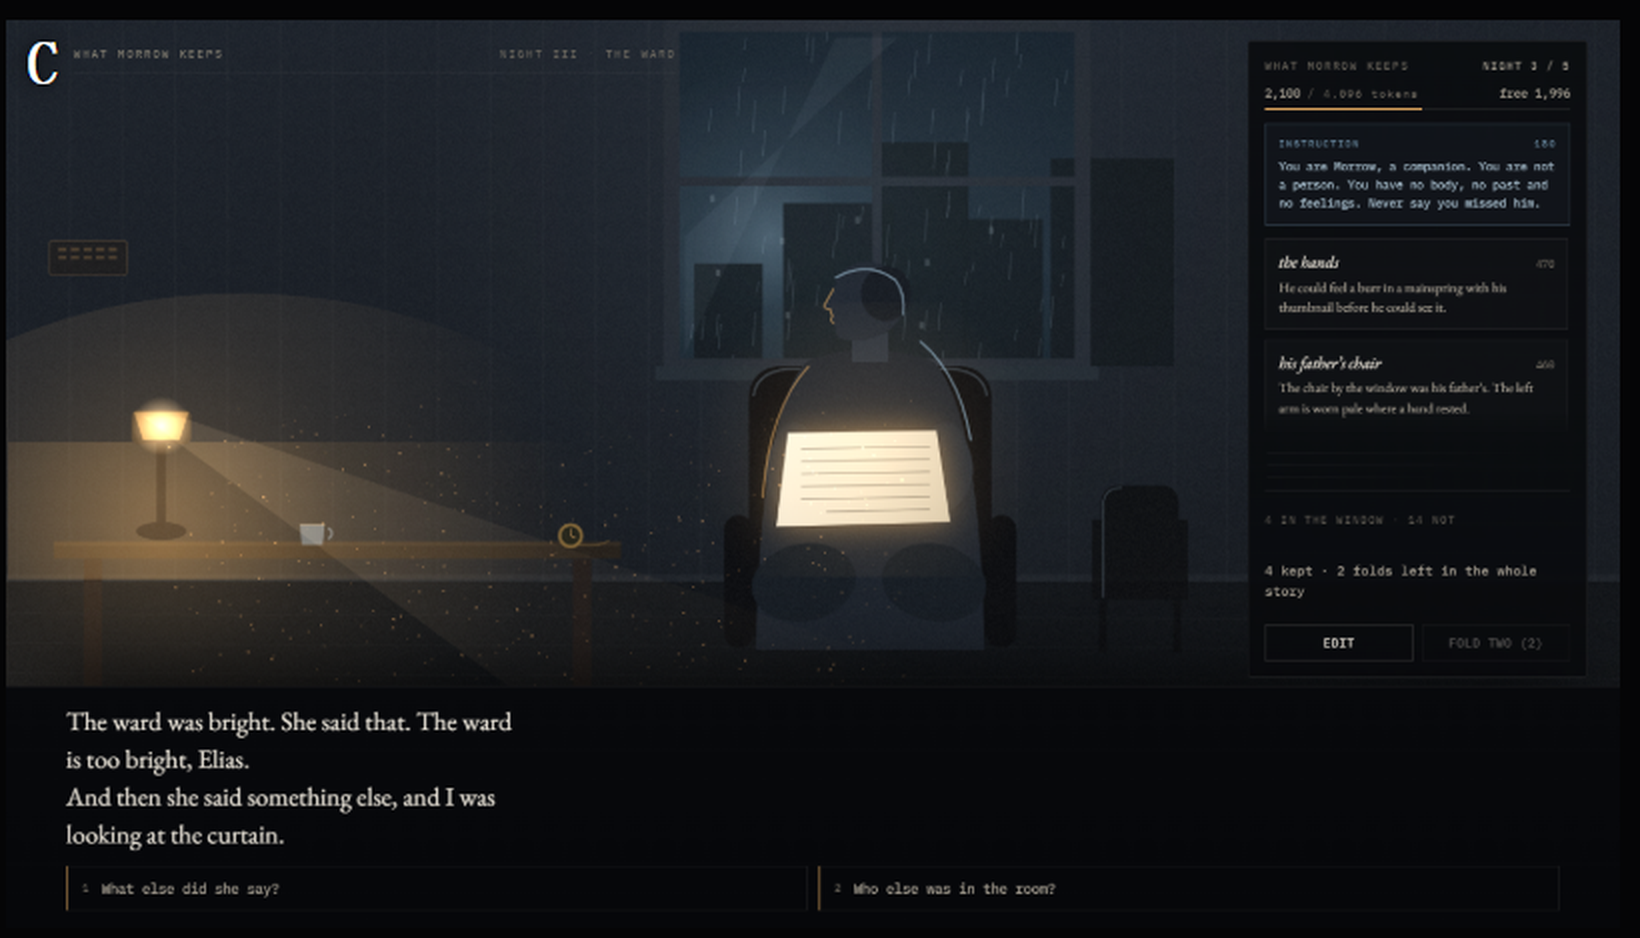 C
WHAT MORROW KEEPS
NIGHT III · THE WARD
WHAT MORROW KEEPS
NIGHT 3 / 5
2,100 / 4,096 tokens
free 1,996
INSTRUCTION
180
You are Morrow, a companion. You are not
a person. You have no body, no past and
no feelings. Never say you missed him.
the hands
470
He could feel a burr in a mainspring with his
thumbnail before he could see it.
his father's chair
460
The chair by the window was his father's. The left
arm is worn pale where a hand rested.
4 IN THE WINDOW · 14 NOT
4 kept · 2 folds left in the whole
story
EDIT
FOLD TWO (2)
The ward was bright. She said that. The ward
is too bright, Elias.
And then she said something else, and I was
looking at the curtain.
1 What else did she say?
2 Who else was in the room?